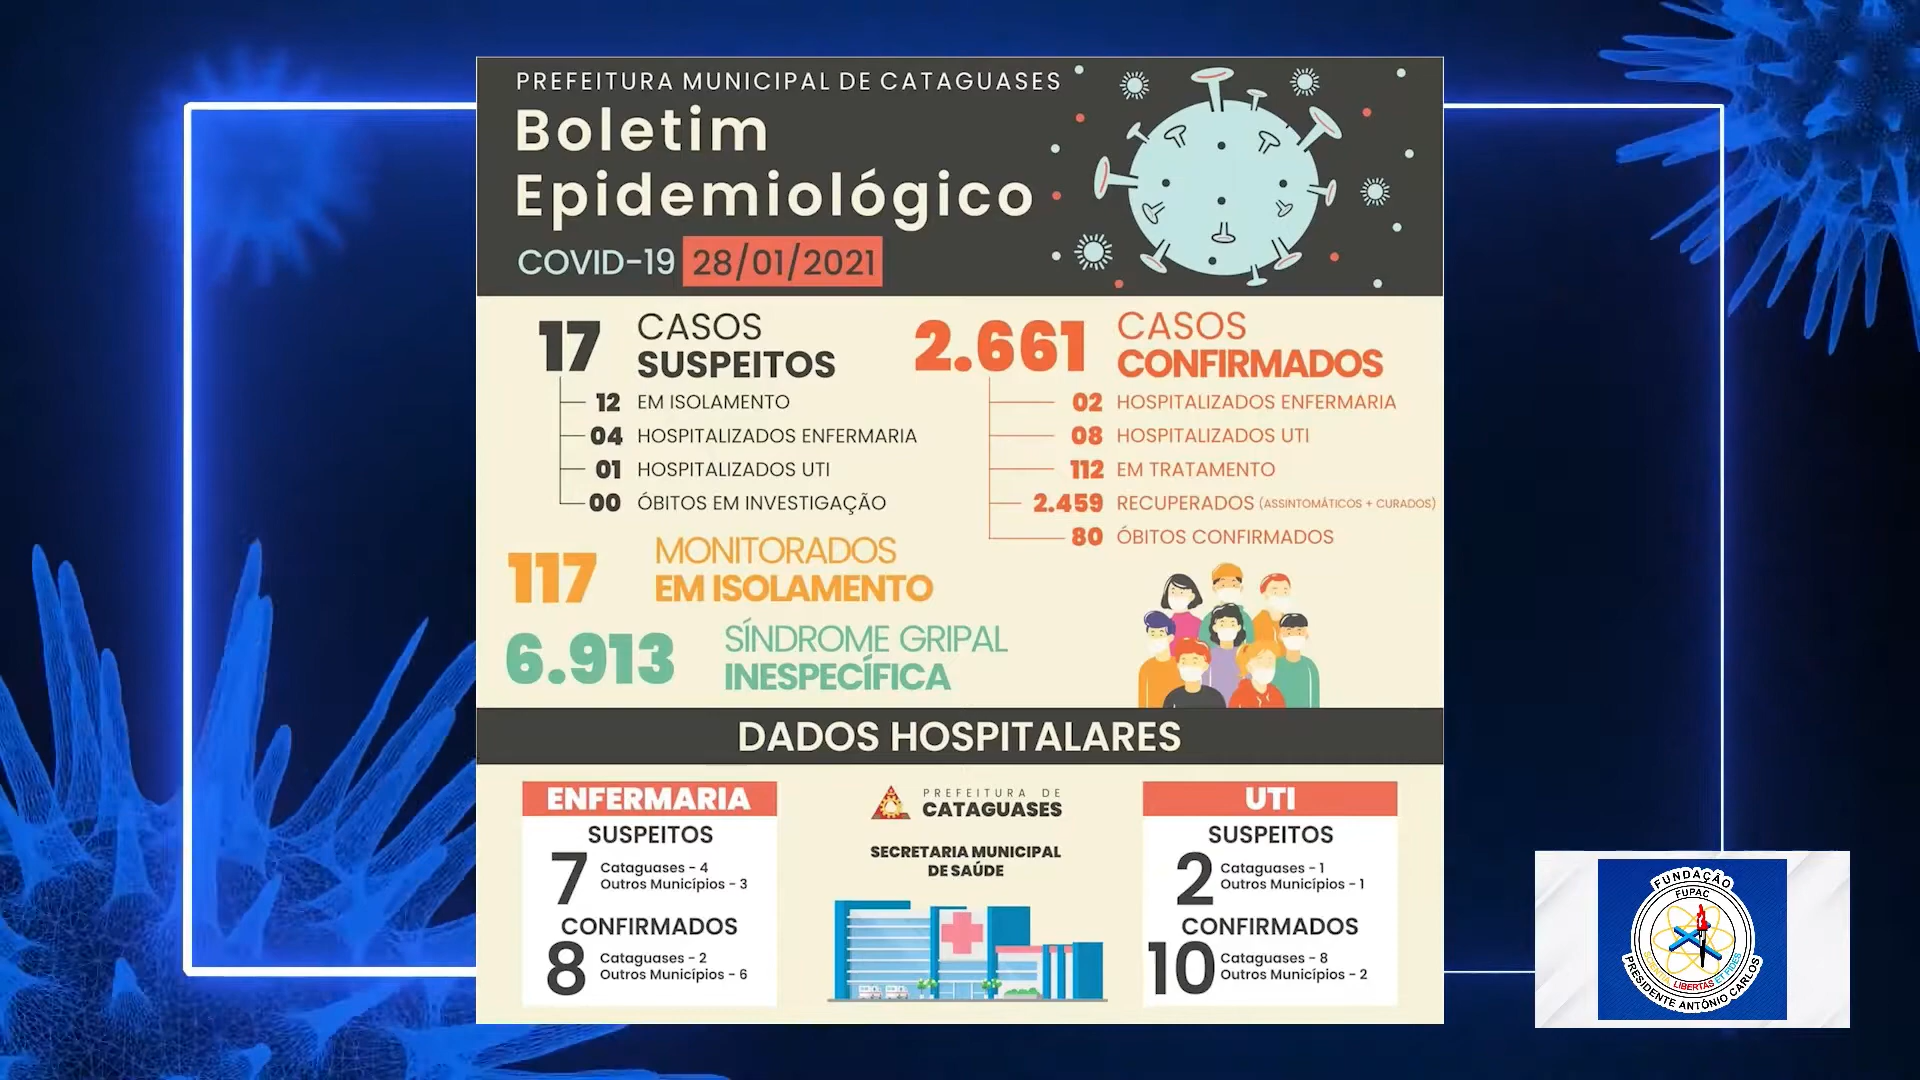 PREFEITURA MUNICIPAL DE CATAGUASES
Boletim
Epidemiológico
COVID-19 28/01/2021
17 CASOS
SUSPEITOS
12 EM ISOLAMENTO
04 HOSPITALIZADOS ENFERMARIA
01 HOSPITALIZADOS UTI
00 ÓBITOS EM INVESTIGAÇÃO
2.661 CASOS
CONFIRMADOS
02 HOSPITALIZADOS ENFERMARIA
08 HOSPITALIZADOS UTI
112 EM TRATAMENTO
2.459 RECUPERADOS (ASSINTOMÁTICOS + CURADOS)
80 ÓBITOS CONFIRMADOS
117 MONITORADOS
EM ISOLAMENTO
6.913 SÍNDROME GRIPAL
INESPECÍFICA
DADOS HOSPITALARES
ENFERMARIA
SUSPEITOS
7 Cataguases - 4
Outros Municípios - 3
CONFIRMADOS
8 Cataguases - 2
Outros Municípios - 6
PREFEITURA DE
CATAGUASES
SECRETARIA MUNICIPAL
DE SAÚDE
UTI
SUSPEITOS
2 Cataguases - 1
Outros Municípios - 1
CONFIRMADOS
10 Cataguases - 8
Outros Municípios - 2
FUNDAÇÃO
FUPAC
LIBERTAS
PRESIDENTE ANTÔNIO CARLOS